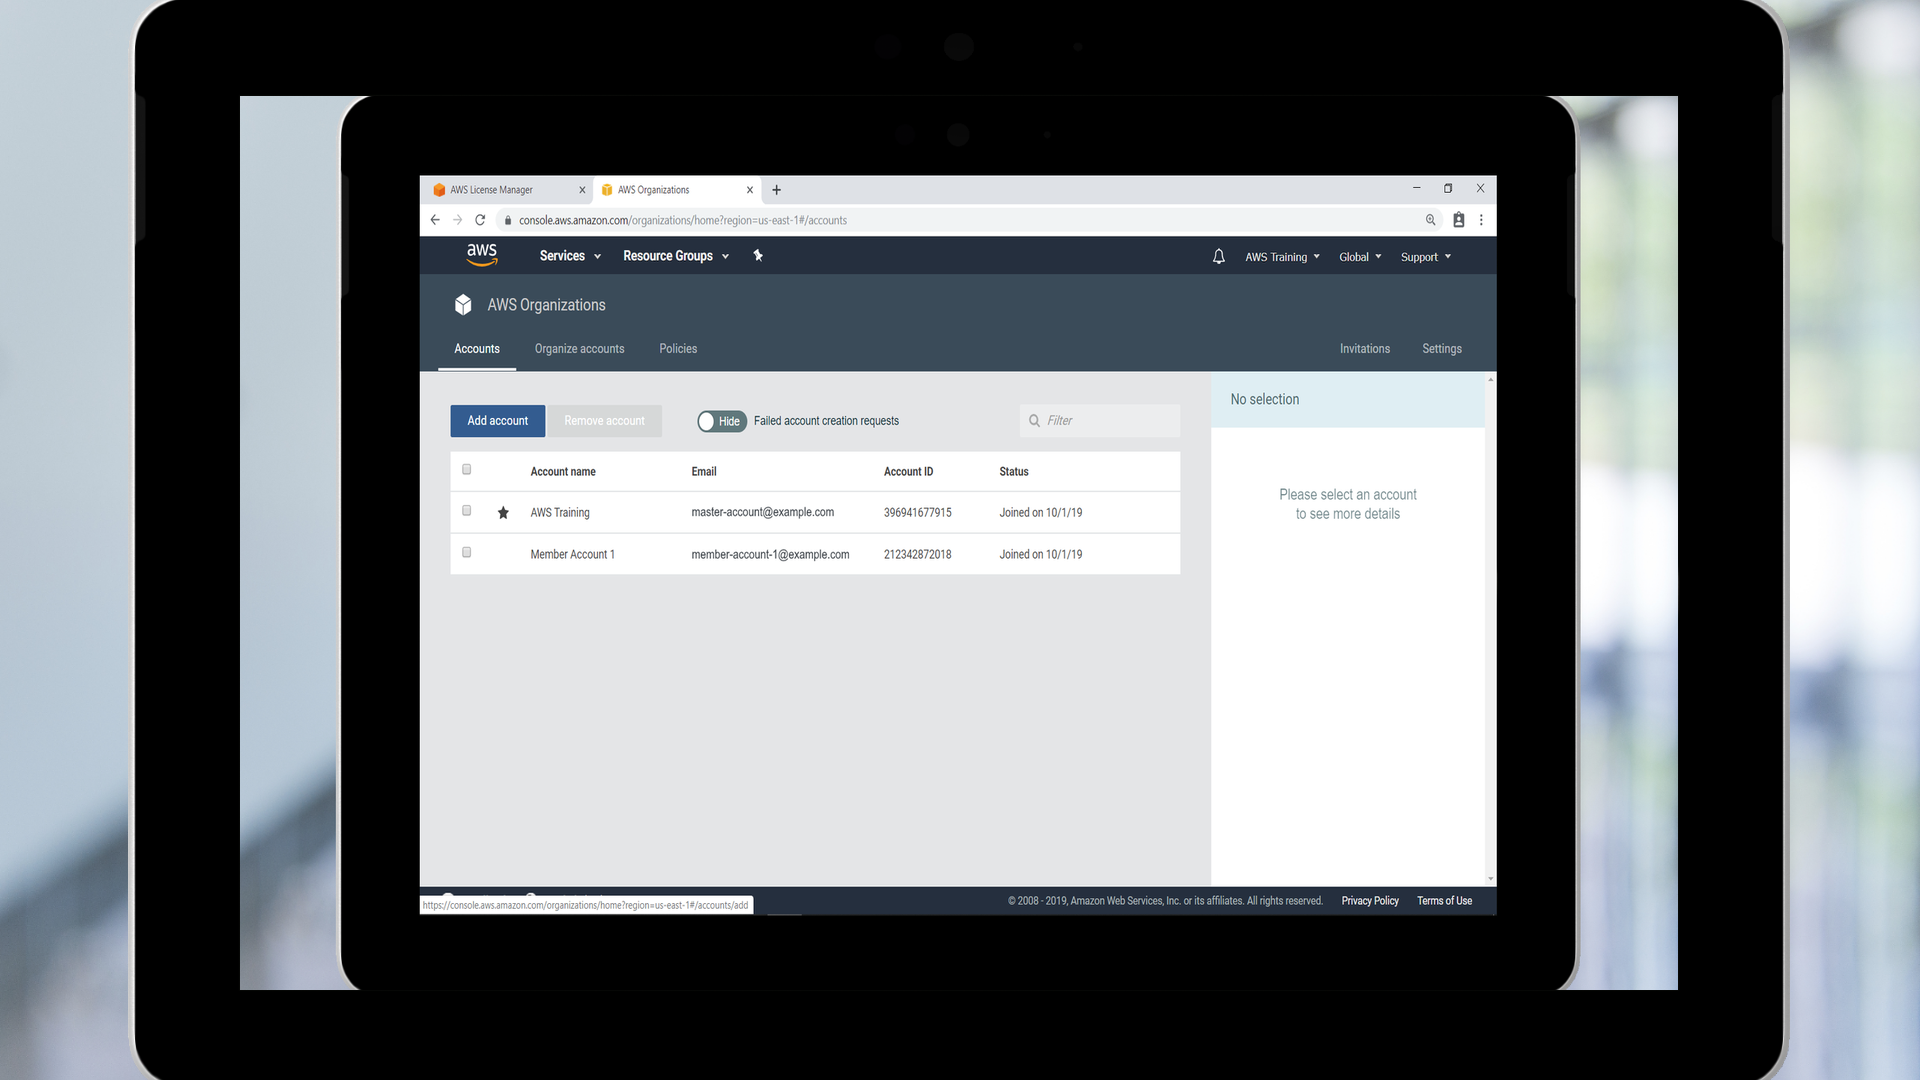 AWS License Manager
AWS Organizations
console.aws.amazon.com/organizations/home?region=us-east-1#/accounts
aws
Services
Resource Groups
AWS Training
Global
Support
AWS Organizations
Accounts
Organize accounts
Policies
Invitations
Settings
Add account
Remove account
Hide
Failed account creation requests
Filter
No selection
Please select an account
to see more details
Account name Email Account ID Status
AWS Training master-account@example.com 396941677915 Joined on 10/1/19
Member Account 1 member-account-1@example.com 212342872018 Joined on 10/1/19
https://console.aws.amazon.com/organizations/home?region=us-east-1#/accounts/add
© 2008 - 2019, Amazon Web Services, Inc. or its affiliates. All rights reserved.
Privacy Policy
Terms of Use